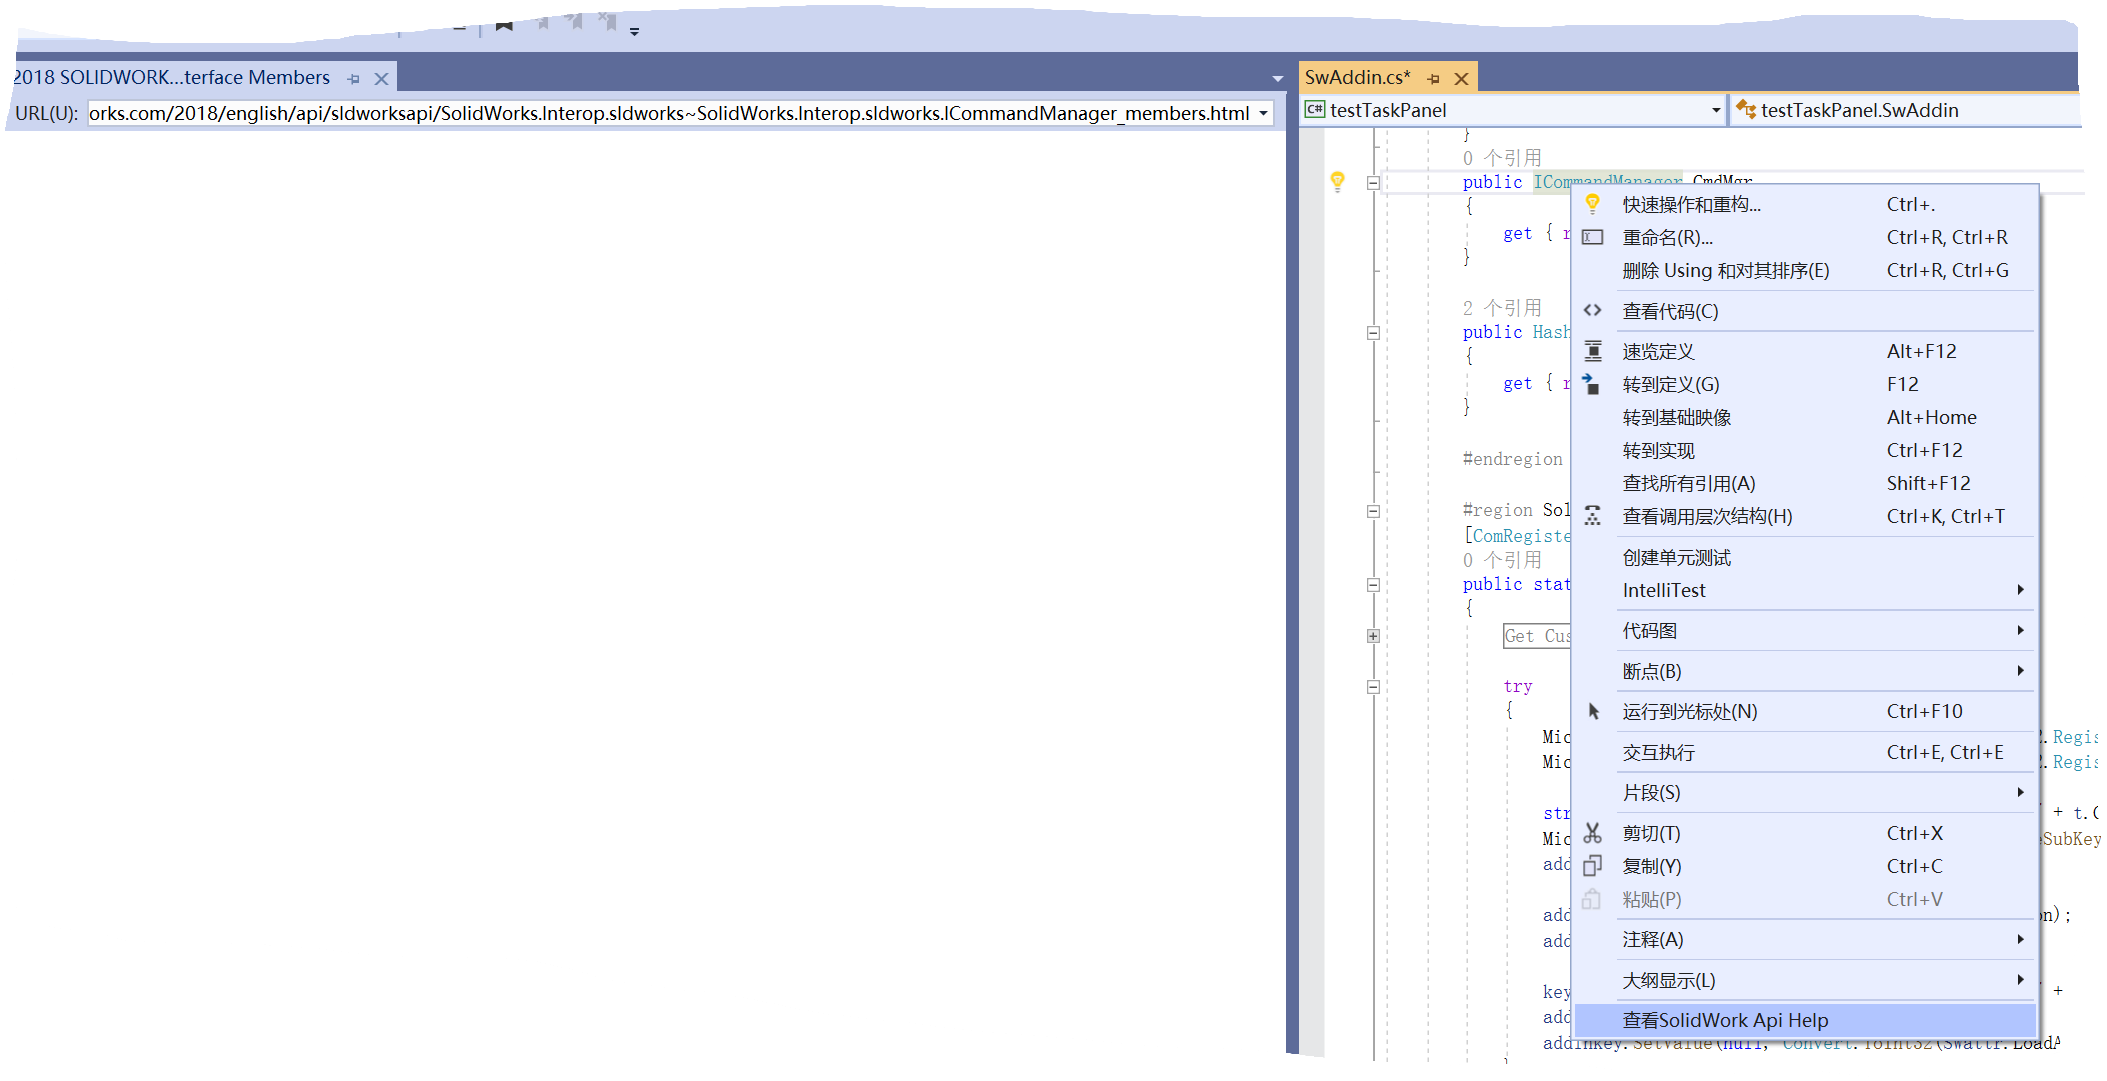 2018 SOLIDWORK...terface Members
URL(U): orks.com/2018/english/api/sldworksapi/SolidWorks.Interop.sldworks~SolidWorks.Interop.sldworks.ICommandManager_members.html
SwAddin.cs*
C# testTaskPanel
testTaskPanel.SwAddin
}
0 个引用
public ICommandManager CmdMgr
{
get {
}
2 个引用
public Hash
{
get {
}
#endregion
#region Sol
[ComRegiste
0 个引用
public stat
{
Get Cus
try
{
Mic
2.Regis
Mic
2.Regis
str
+ t.G
Mic
eSubKey
add
add
on);
add
key
+
add
addinkey.SetValue(null, Convert.ToInt32(Swattr.LoadA
快速操作和重构... Ctrl+.
重命名(R)... Ctrl+R, Ctrl+R
删除 Using 和对其排序(E) Ctrl+R, Ctrl+G
查看代码(C)
速览定义 Alt+F12
转到定义(G) F12
转到基础映像 Alt+Home
转到实现 Ctrl+F12
查找所有引用(A) Shift+F12
查看调用层次结构(H) Ctrl+K, Ctrl+T
创建单元测试
IntelliTest
代码图
断点(B)
运行到光标处(N) Ctrl+F10
交互执行 Ctrl+E, Ctrl+E
片段(S)
剪切(T) Ctrl+X
复制(Y) Ctrl+C
粘贴(P) Ctrl+V
注释(A)
大纲显示(L)
查看SolidWork Api Help